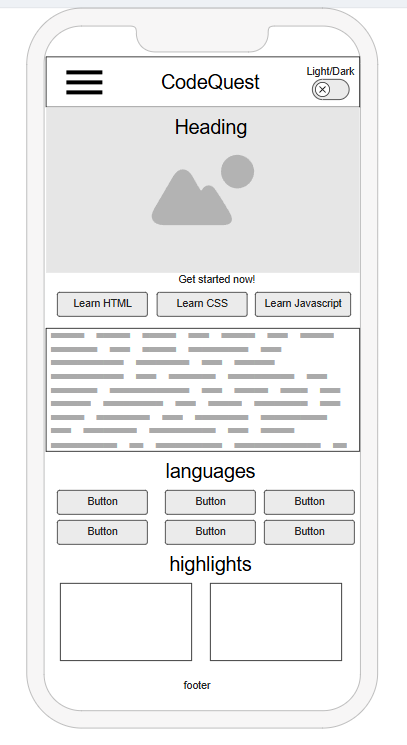 CodeQuest
Light/Dark
Heading
Get started now!
Learn HTML Learn CSS Learn Javascript
languages
Button Button Button
Button Button Button
highlights
footer